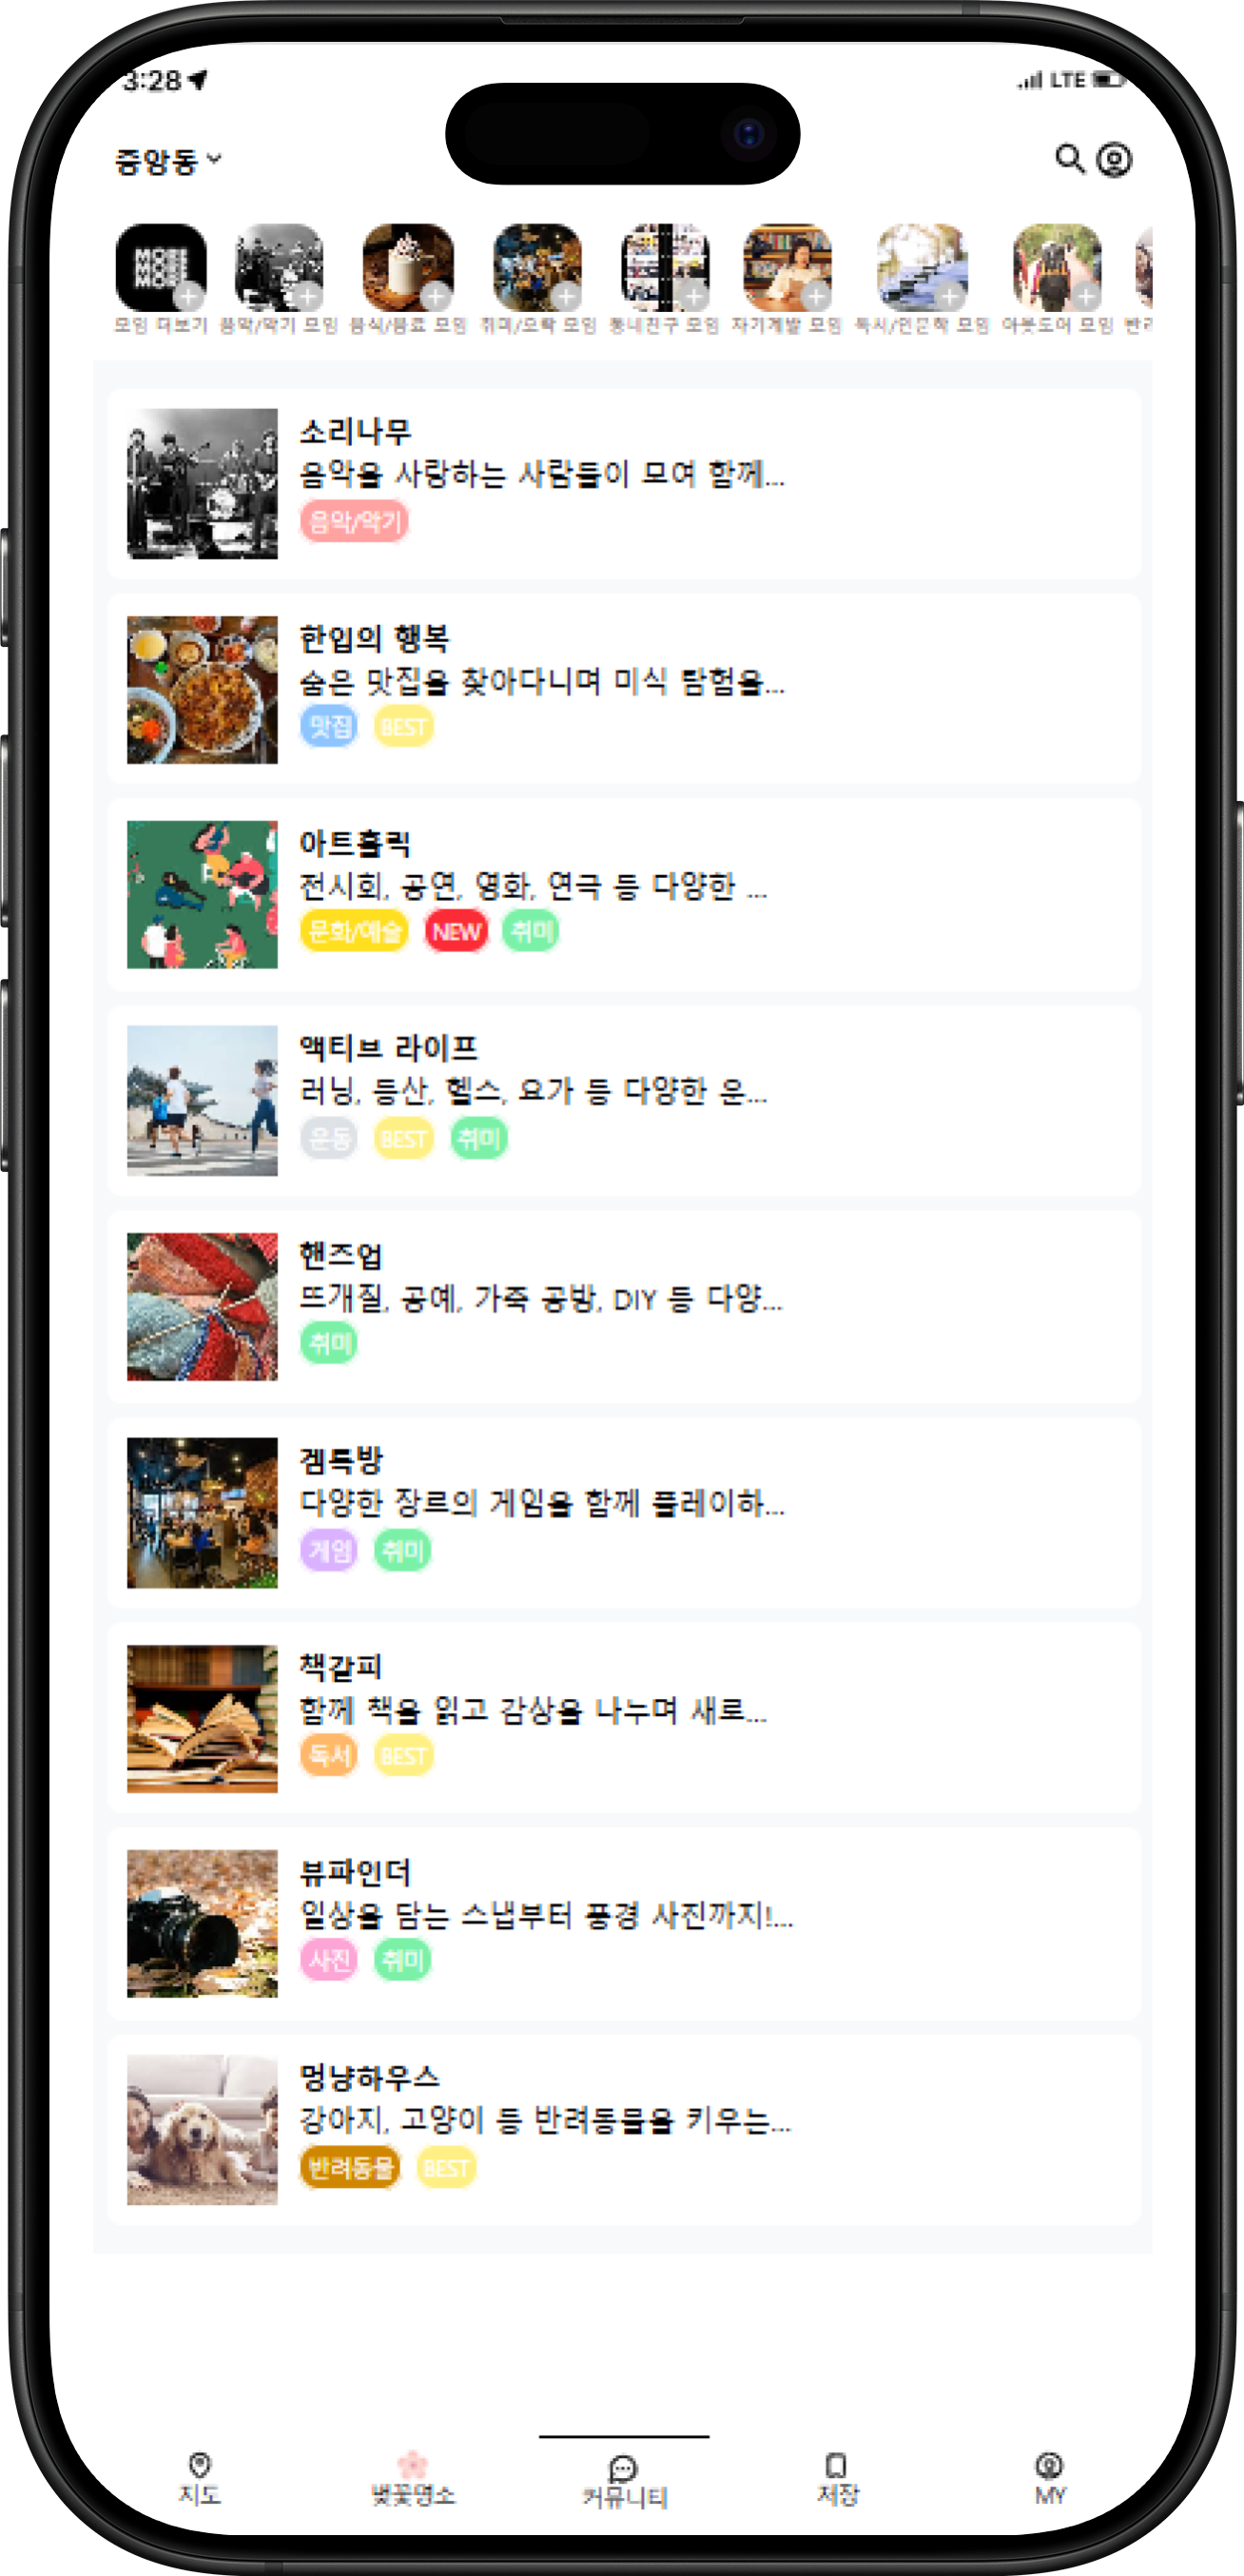 3:28 LTE
중앙동
MORE MORE
모임 더보기 음악/악기 모임 음식/음료 모임 취미/오락 모임 동네친구 모임 자기계발 모임 독서/인문학 모임 아웃도어 모임 반려
소리나무
음악을 사랑하는 사람들이 모여 함께...
음악/악기
한입의 행복
숨은 맛집을 찾아다니며 미식 탐험을...
맛집 BEST
아트홀릭
전시회, 공연, 영화, 연극 등 다양한 ...
문화/예술 NEW 취미
액티브 라이프
러닝, 등산, 헬스, 요가 등 다양한 운...
운동 BEST 취미
핸즈업
뜨개질, 공예, 가죽 공방, DIY 등 다양...
취미
겜특방
다양한 장르의 게임을 함께 플레이하...
게임 취미
책갈피
함께 책을 읽고 감상을 나누며 새로...
독서 BEST
뷰파인더
일상을 담는 스냅부터 풍경 사진까지!...
사진 취미
멍냥하우스
강아지, 고양이 등 반려동물을 키우는...
반려동물 BEST
지도 벚꽃명소 커뮤니티 저장 MY